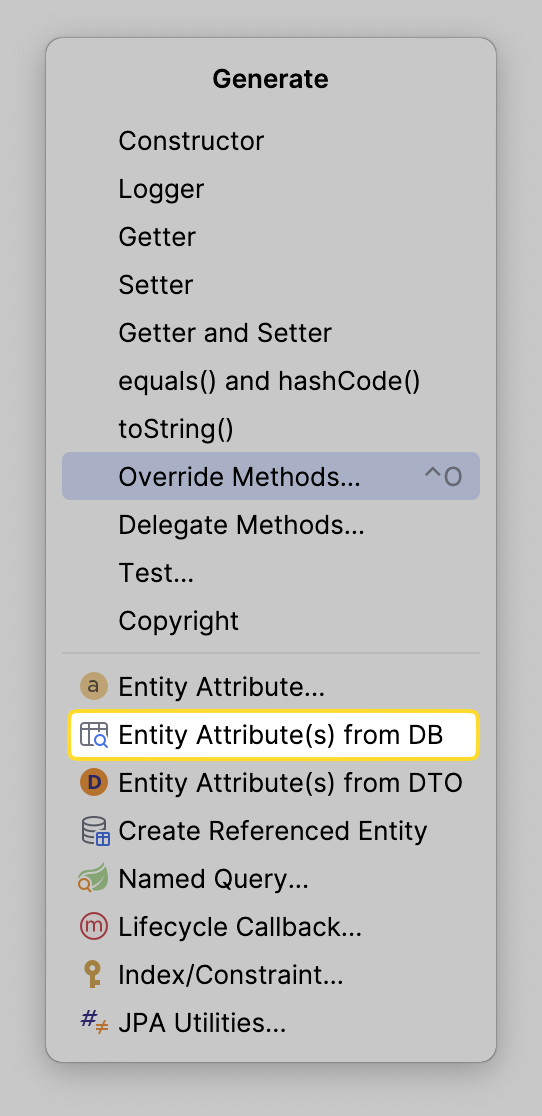 Generate
Constructor
Logger
Getter
Setter
Getter and Setter
equals() and hashCode()
toString()
Override Methods... ^O
Delegate Methods...
Test...
Copyright
a Entity Attribute...
Entity Attribute(s) from DB
D Entity Attribute(s) from DTO
Create Referenced Entity
Named Query...
m Lifecycle Callback...
Index/Constraint...
#≠ JPA Utilities...